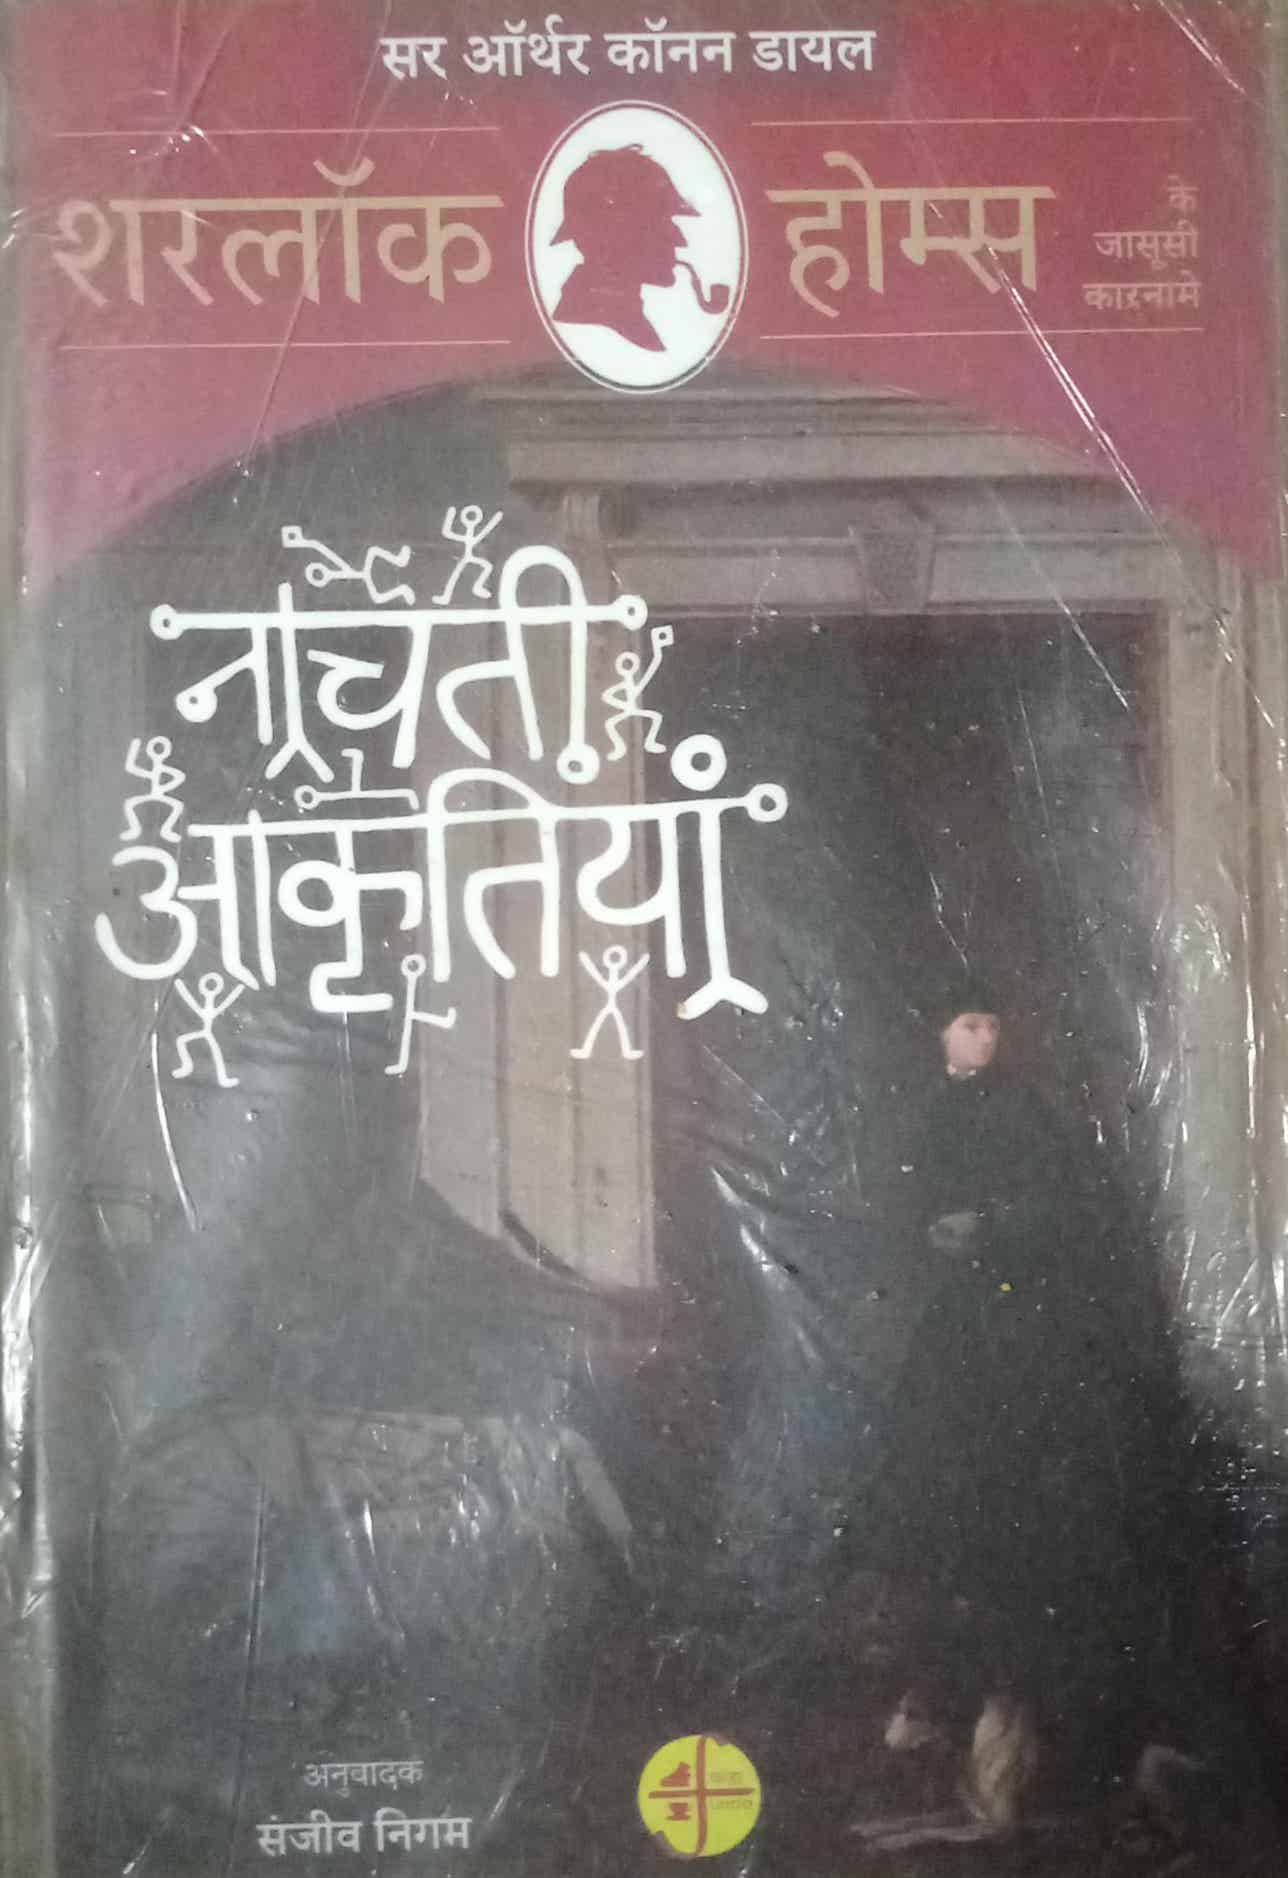 सर ऑर्थर कॉनन डायल
शरलॉक होम्स के जासूसी कारनामे
नाचती
आकृतियां
अनुवादक
संजीव निगम